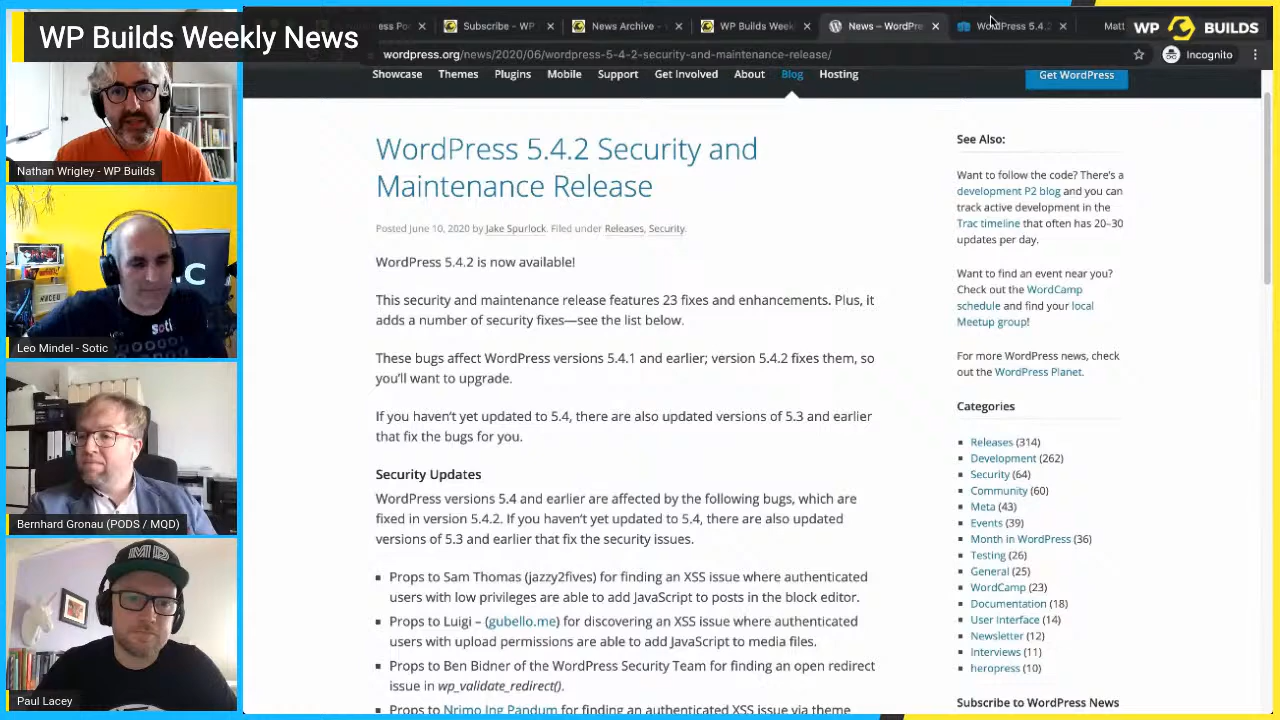 WP Builds Weekly News
ss Poc
Subscribe - WP
News Archive -
WP Builds Weekl
News – WordPre
WordPress 5.4.2
Matt
WP BUILDS
wordpress.org/news/2020/06/wordpress-5-4-2-security-and-maintenance-release/
Incognito
Showcase Themes Plugins Mobile Support Get Involved About Blog Hosting
Get WordPress
Nathan Wrigley - WP Builds
Leo Mindel - Sotic
Bernhard Gronau (PODS / MQD)
MD
Paul Lacey
WordPress 5.4.2 Security and
Maintenance Release
Posted June 10, 2020 by Jake Spurlock. Filed under Releases, Security.
WordPress 5.4.2 is now available!
This security and maintenance release features 23 fixes and enhancements. Plus, it
adds a number of security fixes—see the list below.
These bugs affect WordPress versions 5.4.1 and earlier; version 5.4.2 fixes them, so
you’ll want to upgrade.
If you haven’t yet updated to 5.4, there are also updated versions of 5.3 and earlier
that fix the bugs for you.
Security Updates
WordPress versions 5.4 and earlier are affected by the following bugs, which are
fixed in version 5.4.2. If you haven’t yet updated to 5.4, there are also updated
versions of 5.3 and earlier that fix the security issues.
Props to Sam Thomas (jazzy2fives) for finding an XSS issue where authenticated
users with low privileges are able to add JavaScript to posts in the block editor.
Props to Luigi – (gubello.me) for discovering an XSS issue where authenticated
users with upload permissions are able to add JavaScript to media files.
Props to Ben Bidner of the WordPress Security Team for finding an open redirect
issue in wp_validate_redirect().
Props to Nrimo Ing Pandum for finding an authenticated XSS issue via theme
See Also:
Want to follow the code? There’s a
development P2 blog and you can
track active development in the
Trac timeline that often has 20–30
updates per day.
Want to find an event near you?
Check out the WordCamp
schedule and find your local
Meetup group!
For more WordPress news, check
out the WordPress Planet.
Categories
Releases (314)
Development (262)
Security (64)
Community (60)
Meta (43)
Events (39)
Month in WordPress (36)
Testing (26)
General (25)
WordCamp (23)
Documentation (18)
User Interface (14)
Newsletter (12)
Interviews (11)
heropress (10)
Subscribe to WordPress News